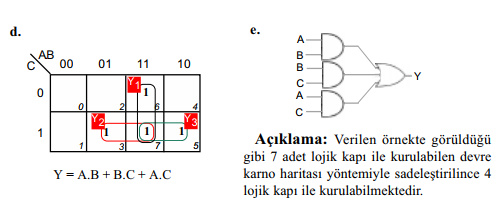 d.
AB
C
00 01 11 10
Y1
0 1
0 2 6 4
Y2 Y3
1 1 1 1
1 3 7 5
Y = A.B + B.C + A.C
e.
A
B
B
C
A
C
Y
Açıklama: Verilen örnekte görüldüğü
gibi 7 adet lojik kapı ile kurulabilen devre
karno haritası yöntemiyle sadeleştirilince 4
lojik kapı ile kurulabilmektedir.